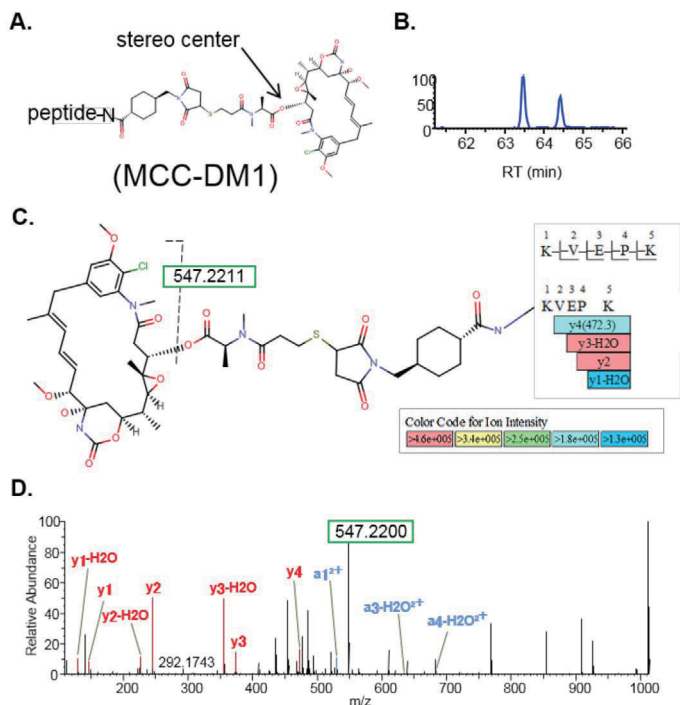 A.
stereo center
peptide-N
(MCC-DM1)
B.
100
50
0
62 63 64 65 66
RT (min)
C.
547.2211
1 2 3 4 5
K V E P K
1 2 3 4 5
K V E P K
y4(472.3)
y3-H2O
y2
y1-H2O
Color Code for Ion Intensity
>4.6e+005 >3.4e+005 >2.5e+005 >1.8e+005 >1.3e+005
D.
Relative Abundance
100
80
60
40
20
0
547.2200
y1-H2O
y1
y2-H2O
y2
y3-H2O
y3
y4
a1²⁺
a3-H2O²⁺
a4-H2O²⁺
292.1743
200 300 400 500 600 700 800 900 1000
m/z